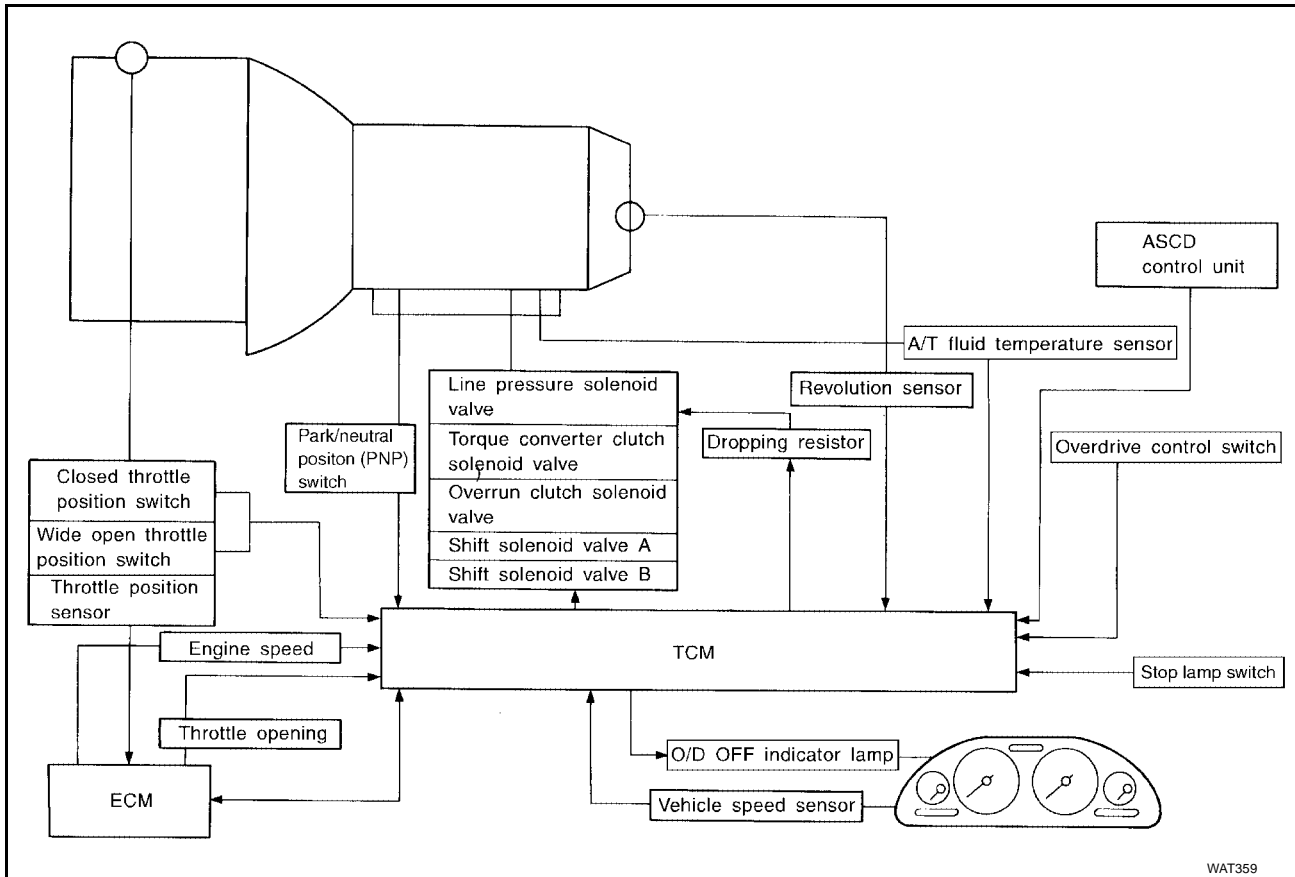 ASCD
control unit
A/T fluid temperature sensor
Line pressure solenoid
valve
Revolution sensor
Park/neutral
positon (PNP)
switch
Torque converter clutch
solenoid valve
Dropping resistor
Overdrive control switch
Closed throttle
position switch
Overrun clutch solenoid
valve
Wide open throttle
position switch
Shift solenoid valve A
Throttle position
sensor
Shift solenoid valve B
Engine speed
TCM
Stop lamp switch
Throttle opening
O/D OFF indicator lamp
ECM
Vehicle speed sensor
WAT359